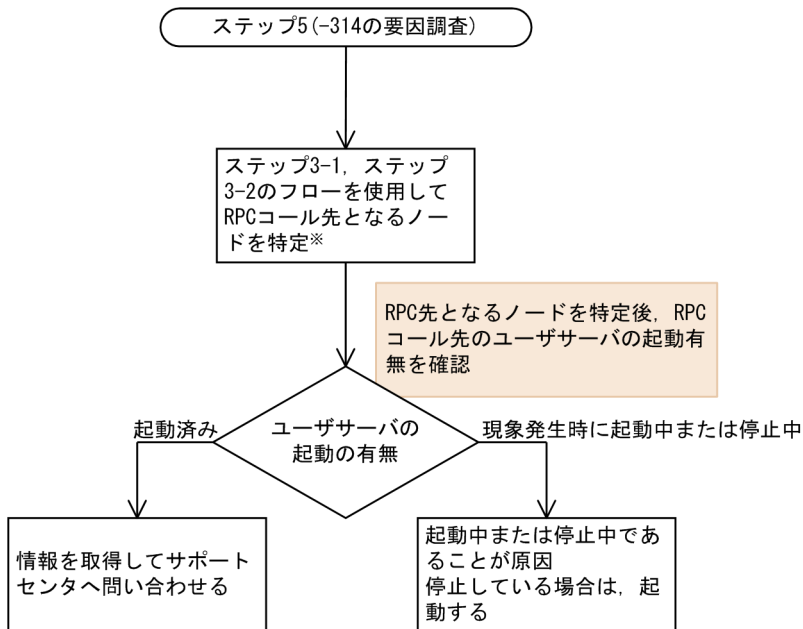 ステップ5(-314の要因調査)
ステップ3-1, ステップ
3-2のフローを使用して
RPCコール先となるノー
ドを特定※
RPC先となるノードを特定後, RPC
コール先のユーザサーバの起動有
無を確認
起動済み
ユーザサーバの
起動の有無
現象発生時に起動中または停止中
情報を取得してサポート
センタへ問い合わせる
起動中または停止中であ
ることが原因
停止している場合は, 起
動する